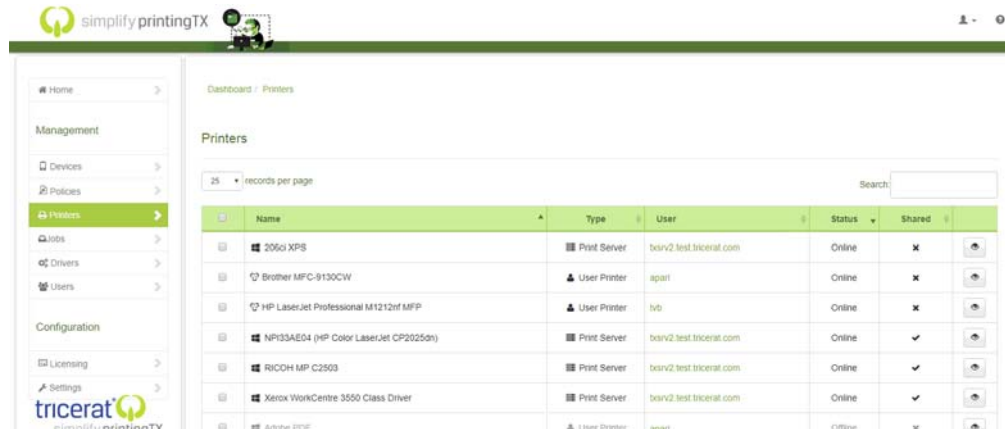 simplify printingTX
Home
Dashboard / Printers
Management
Printers
Devices
Policies
25 records per page
Search:
Printers
Name Type User Status Shared
Jobs
206ci XPS Print Server txsrv2.test.tricerat.com Online
Drivers
Users
Brother MFC-9130CW User Printer apari Online
HP LaserJet Professional M1212nf MFP User Printer Online
Configuration
NPI33AE04 (HP Color LaserJet CP2025dn) Print Server txsrv2.test.tricerat.com Online
Licensing
RICOH MP C2503 Print Server txsrv2.test.tricerat.com Online
Settings
tricerat
Xerox WorkCentre 3550 Class Driver Print Server txsrv2.test.tricerat.com Online
simplify printingTX
Adobe PDF User Printer apari Offline